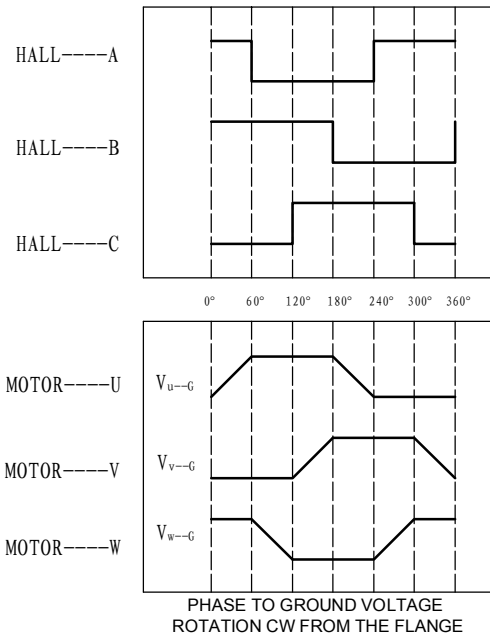 HALL----A
HALL----B
HALL----C
0° 60° 120° 180° 240° 300° 360°
MOTOR----U Vu--G
MOTOR----V Vv--G
MOTOR----W Vw--G
PHASE TO GROUND VOLTAGE
ROTATION CW FROM THE FLANGE